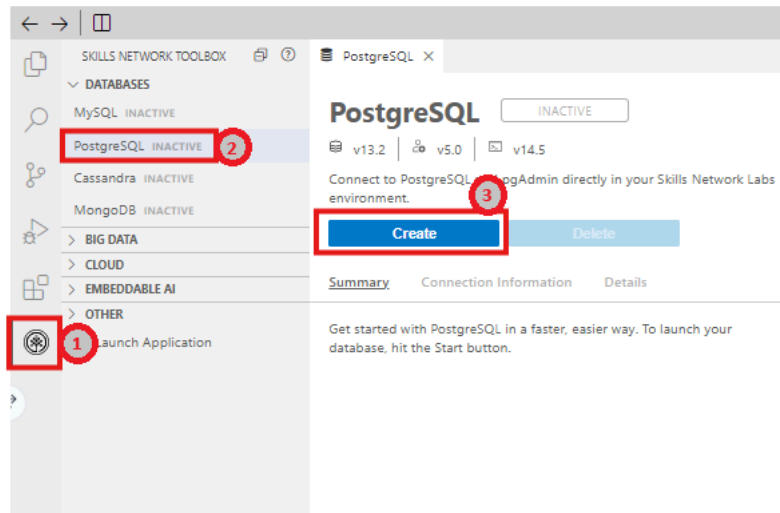 SKILLS NETWORK TOOLBOX
DATABASES
MySQL INACTIVE
PostgreSQL INACTIVE
2
Cassandra INACTIVE
MongoDB INACTIVE
BIG DATA
CLOUD
EMBEDDABLE AI
OTHER
1
Launch Application
PostgreSQL
PostgreSQL INACTIVE
v13.2 v5.0 v14.5
Connect to PostgreSQL pgAdmin directly in your Skills Network Labs
environment.
3
Create Delete
Summary Connection Information Details
Get started with PostgreSQL in a faster, easier way. To launch your
database, hit the Start button.